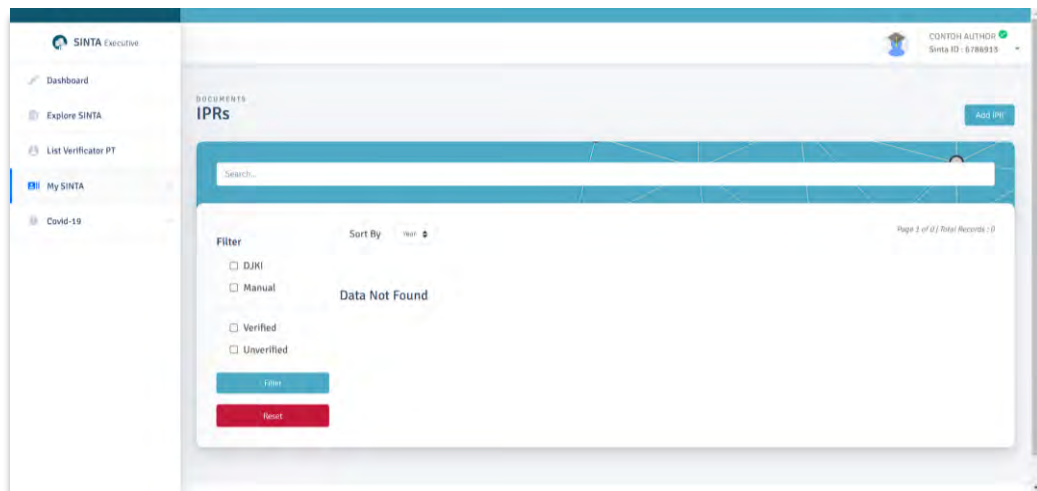 SINTA Executive
CONTOH AUTHOR
Sinta ID : 6786915
Dashboard
Explore SINTA
List Verificator PT
My SINTA
Covid-19
DOCUMENTS
IPRs
Add IPR
Search...
Filter
DJKI
Manual
Verified
Unverified
Filter
Reset
Sort By Year
Page 1 of 0 | Total Records : 0
Data Not Found